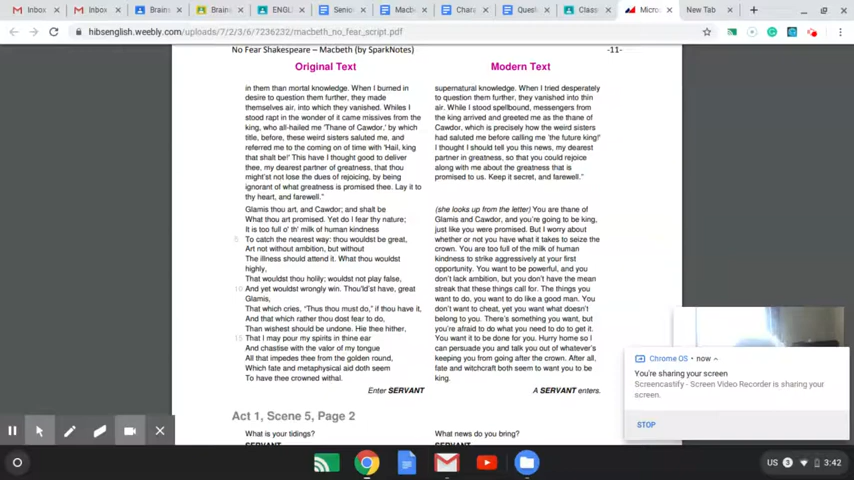 Inbox
Inbox
Brains
Brain
ENGL
Senio
Macb
Chara
Quest
Class
Micro
New Tab
hibsenglish.weebly.com/uploads/7/2/3/6/7236232/macbeth_no_fear_script.pdf
No Fear Shakespeare – Macbeth (by SparkNotes)
-11-
Original Text
Modern Text
in them than mortal knowledge. When I burned in
desire to question them further, they made
themselves air, into which they vanished. Whiles I
stood rapt in the wonder of it came missives from the
king, who all-hailed me 'Thane of Cawdor,' by which
title, before, these weird sisters saluted me, and
referred me to the coming on of time with 'Hail, king
that shalt be!' This have I thought good to deliver
thee, my dearest partner of greatness, that thou
might'st not lose the dues of rejoicing, by being
ignorant of what greatness is promised thee. Lay it to
thy heart, and farewell."
Glamis thou art, and Cawdor; and shalt be
What thou art promised. Yet do I fear thy nature;
It is too full o' th' milk of human kindness
5
To catch the nearest way: thou wouldst be great,
Art not without ambition, but without
The illness should attend it. What thou wouldst
highly,
That wouldst thou holily; wouldst not play false,
10
And yet wouldst wrongly win. Thou'ld'st have, great
Glamis,
That which cries, "Thus thou must do," if thou have it,
And that which rather thou dost fear to do,
Than wishest should be undone. Hie thee hither,
15
That I may pour my spirits in thine ear
And chastise with the valor of my tongue
All that impedes thee from the golden round,
Which fate and metaphysical aid doth seem
To have thee crowned withal.
Enter SERVANT
supernatural knowledge. When I tried desperately
to question them further, they vanished into thin
air. While I stood spellbound, messengers from
the king arrived and greeted me as the thane of
Cawdor, which is precisely how the weird sisters
had saluted me before calling me 'the future king!'
I thought I should tell you this news, my dearest
partner in greatness, so that you could rejoice
along with me about the greatness that is
promised to us. Keep it secret, and farewell."
(she looks up from the letter) You are thane of
Glamis and Cawdor, and you're going to be king,
just like you were promised. But I worry about
whether or not you have what it takes to seize the
crown. You are too full of the milk of human
kindness to strike aggressively at your first
opportunity. You want to be powerful, and you
don't lack ambition, but you don't have the mean
streak that these things call for. The things you
want to do, you want to do like a good man. You
don't want to cheat, yet you want what doesn't
belong to you. There's something you want, but
you're afraid to do what you need to do to get it.
You want it to be done for you. Hurry home so I
can persuade you and talk you out of whatever's
keeping you from going after the crown. After all,
fate and witchcraft both seem to want you to be
king.
A SERVANT enters.
Act 1, Scene 5, Page 2
What is your tidings?
What news do you bring?
SERVANT
SERVANT
Chrome OS • now
You're sharing your screen
Screencastify - Screen Video Recorder is sharing your
screen.
STOP
US
3
3:42